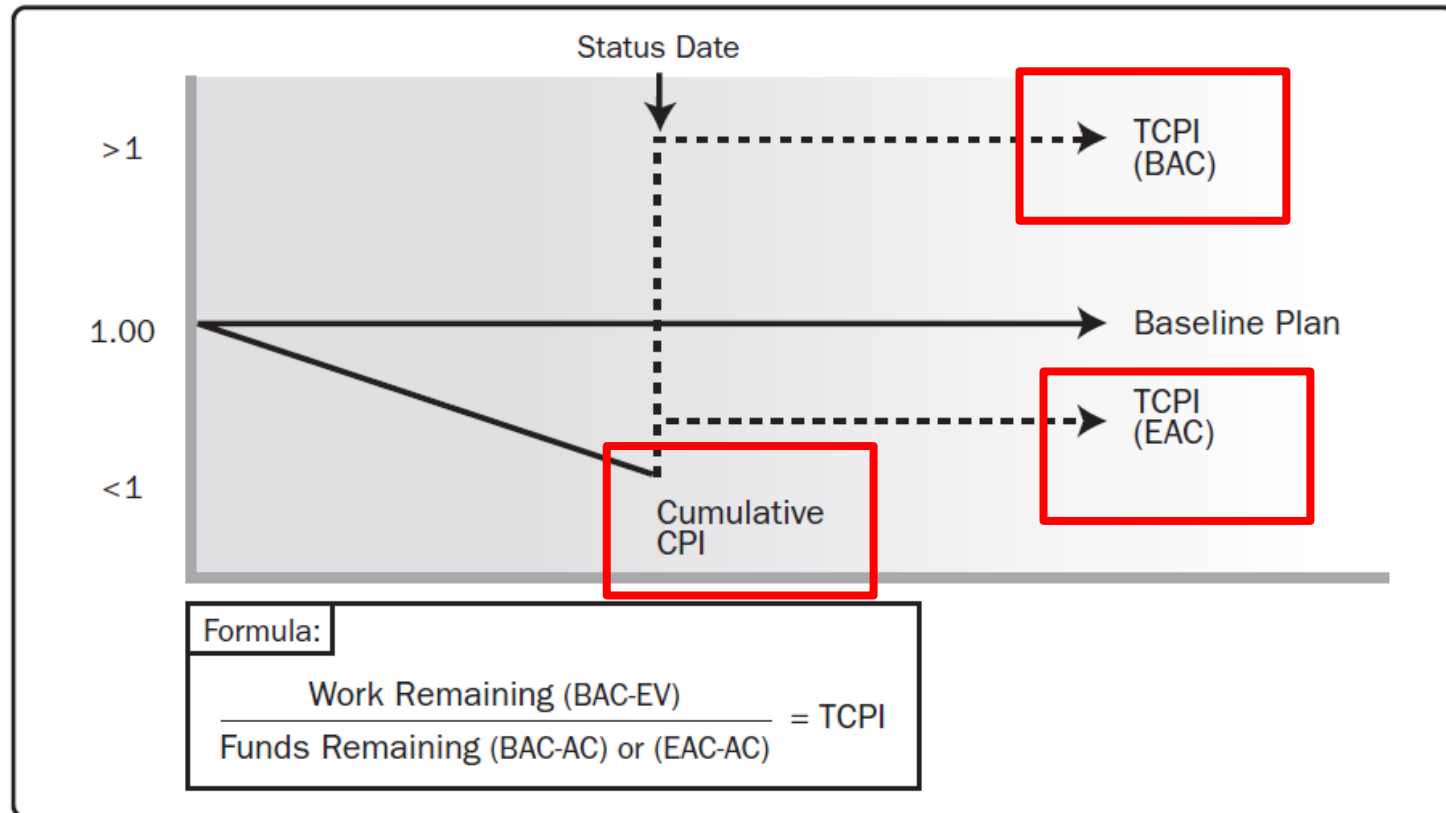 Status Date
>1
TCPI
(BAC)
1.00
Baseline Plan
TCPI
(EAC)
<1
Cumulative
CPI
Formula:
Work Remaining (BAC-EV)
= TCPI
Funds Remaining (BAC-AC) or (EAC-AC)